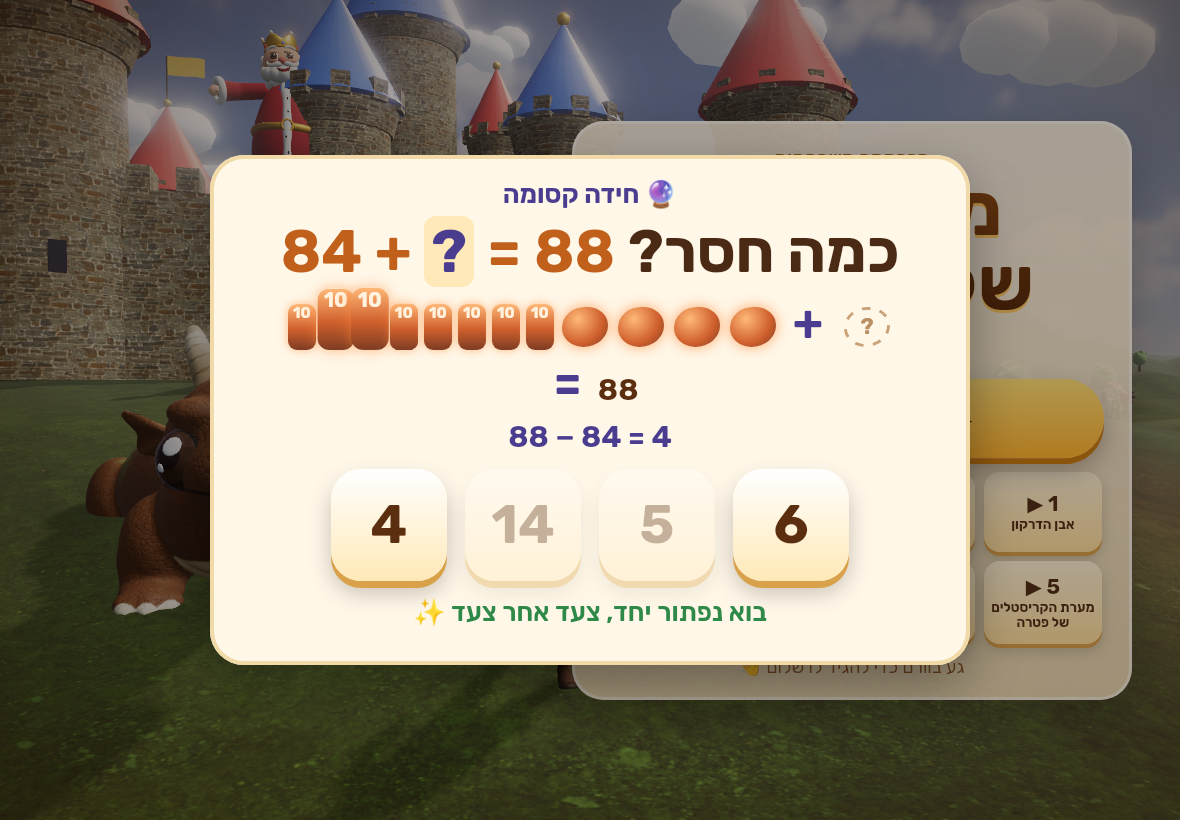 🔮 חידה קסומה
כמה חסר? 84 + ? = 88
10 10 10 10 10 10 10 10 + ?
= 88
88 − 84 = 4
4 14 5 6
בוא נפתור יחד, צעד אחר צעד ✨
1 ▶
אבן הדרקון
5 ▶
מערת הקריסטלים
של פטרה